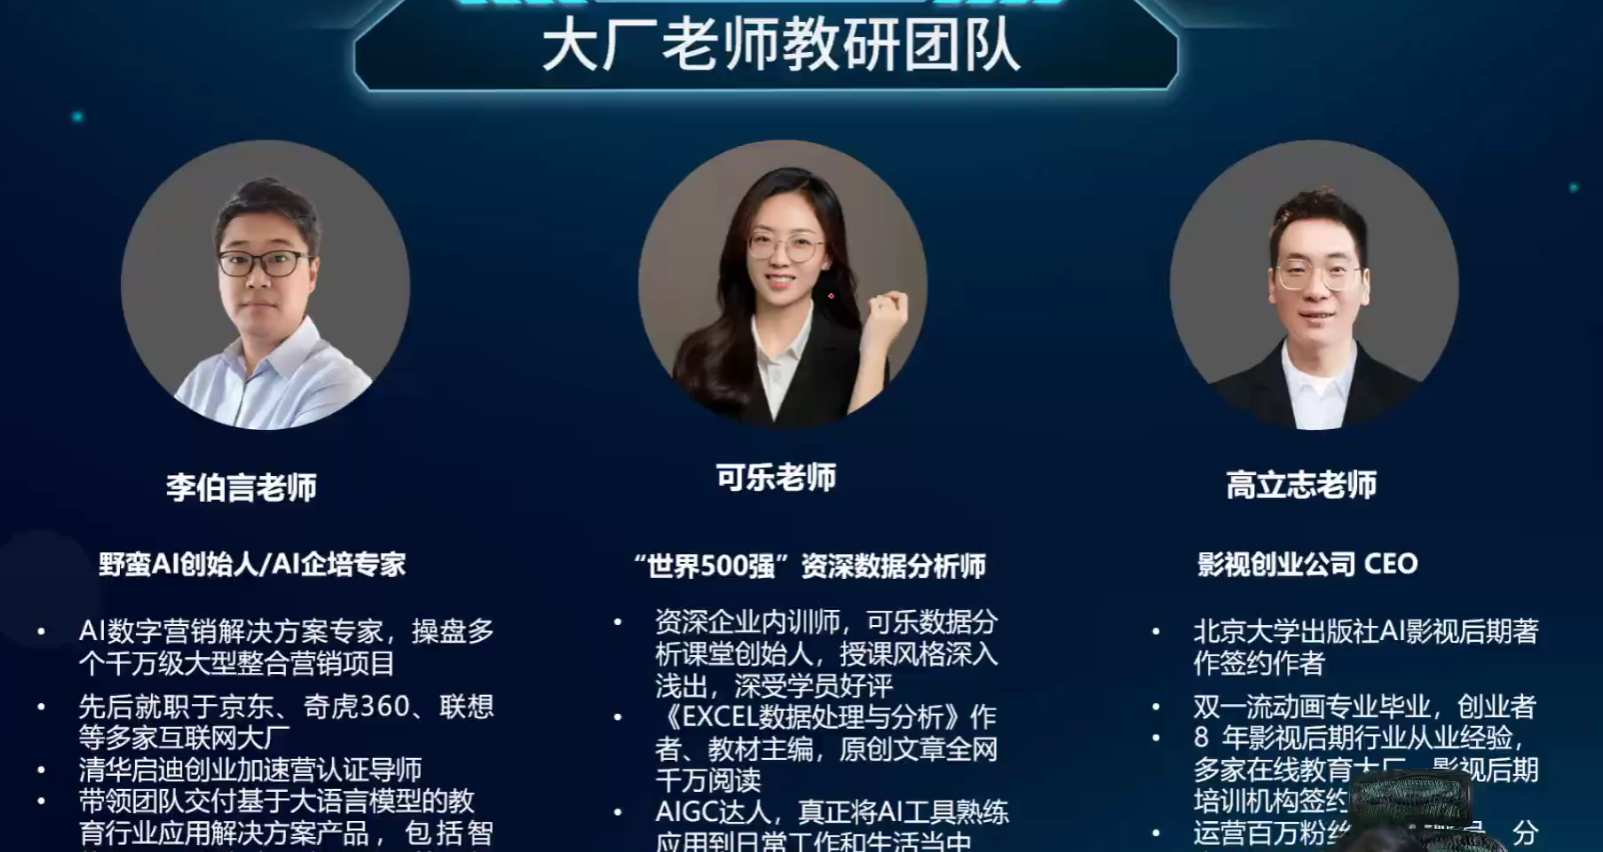 大厂老师教研团队
李伯言老师
野蛮AI创始人/AI企培专家
• AI数字营销解决方案专家，操盘多
个千万级大型整合营销项目
• 先后就职于京东、奇虎360、联想
等多家互联网大厂
• 清华启迪创业加速营认证导师
• 带领团队交付基于大语言模型的教
育行业应用解决方案产品，包括智
可乐老师
“世界500强”资深数据分析师
• 资深企业内训师，可乐数据分
析课堂创始人，授课风格深入
浅出，深受学员好评
• 《EXCEL数据处理与分析》作
者、教材主编，原创文章全网
千万阅读
• AIGC达人，真正将AI工具熟练
应用到日常工作和生活当中
高立志老师
影视创业公司 CEO
• 北京大学出版社AI影视后期著
作签约作者
• 双一流动画专业毕业，创业者
• 8 年影视后期行业从业经验，
多家在线教育大厂、影视后期
培训机构签约
• 运营百万粉丝 分